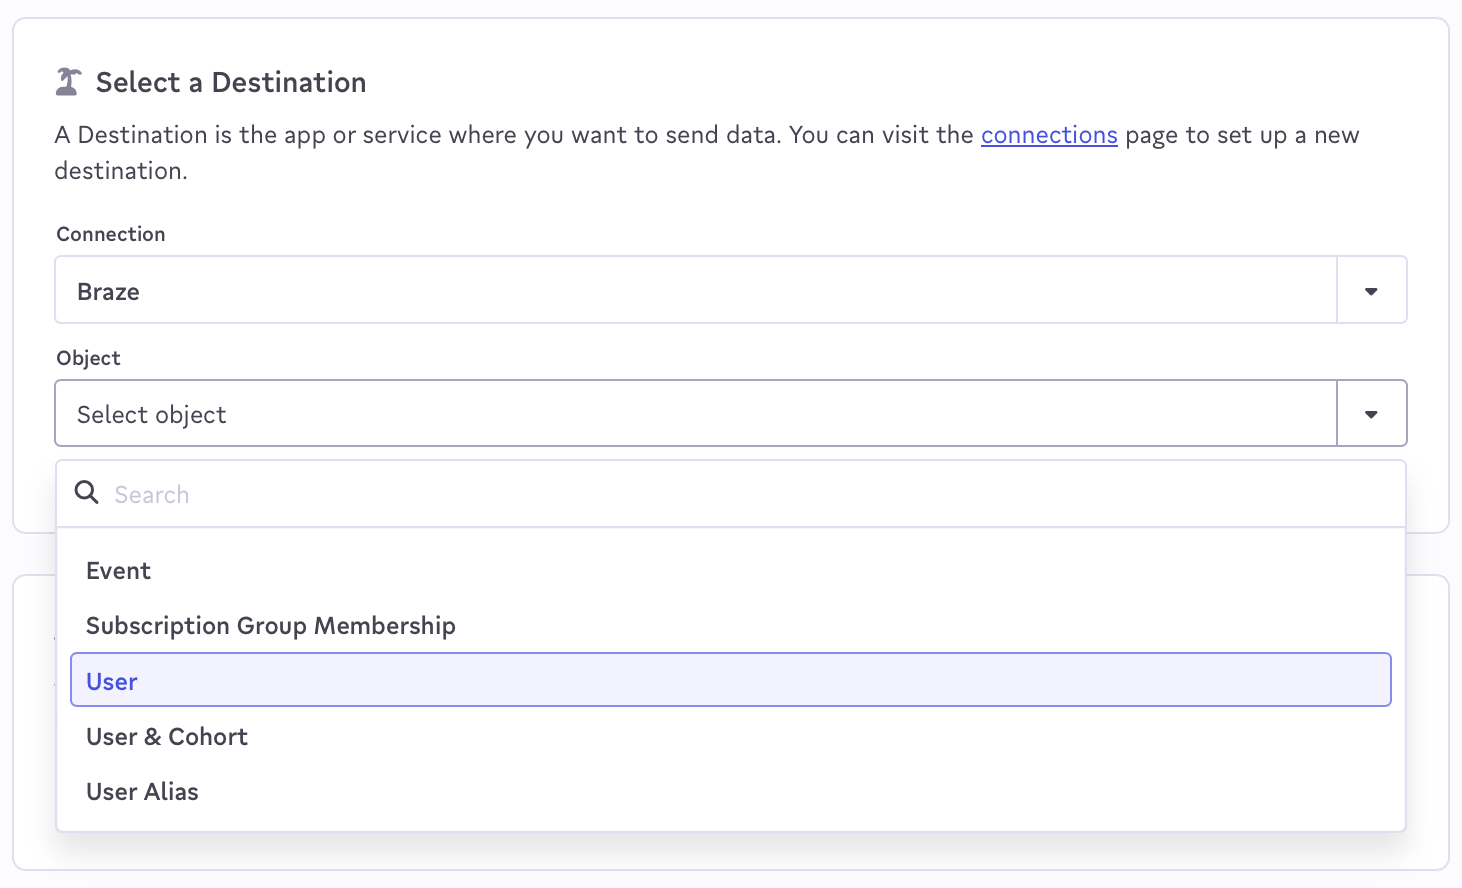 Select a Destination
A Destination is the app or service where you want to send data. You can visit the connections page to set up a new
destination.
Connection
Braze
Object
Select object
Search
Event
Subscription Group Membership
User
User & Cohort
User Alias